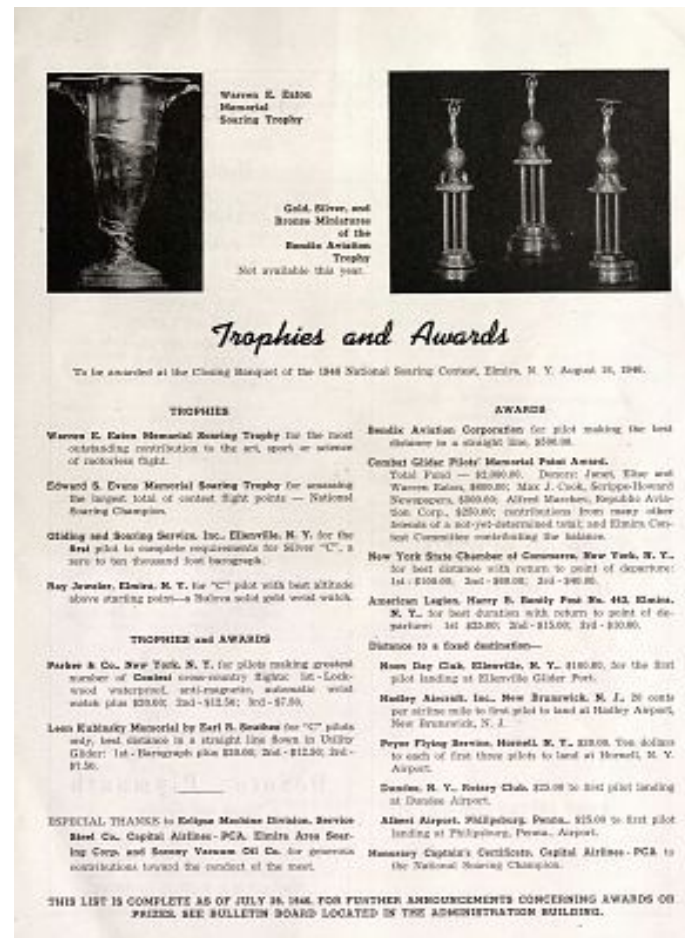 Warren E. Eaton
Memorial
Soaring Trophy
Gold, Silver, and
Bronze Miniatures
of the
Bendix Aviation
Trophy
Not available this year.
Trophies and Awards
To be awarded at the Closing Banquet of the 1946 National Soaring Contest, Elmira, N. Y. August 1946.
TROPHIES
Warren E. Eaton Memorial Soaring Trophy for the most
outstanding contribution to the art, sport or science
of motorless flight.
Edward S. Evans Memorial Soaring Trophy for amassing
the largest total of contest flight points — National
Soaring Champion.
Gliding and Soaring Service, Inc., Ellenville, N. Y. for the
first pilot to complete requirements for Silver "C", a
zero to ten thousand foot barograph.
Ray Jeweler, Elmira, N. Y. for "C" pilot with best altitude
above starting point—a Bulova solid gold wrist watch.
TROPHIES and AWARDS
Parker & Co., New York, N. Y. for pilots making greatest
number of Contest cross-country flights: 1st - Lock-
wood waterproof, anti-magnetic, automatic wrist
watch plus $20.00; 2nd - $12.50; 3rd - $7.50.
Leon Kubinsky Memorial by Earl R. for "C" pilots
only, best distance in a straight line flown in Utility
Glider: 1st - Barograph plus 2nd - $12.50; 3rd -
$7.50.
ESPECIAL THANKS to Eclipse Machine Division, Service
Steel Co., Capital Airlines - PCA, Elmira Area Soar-
ing Corp. and Socony Vacuum Oil Co. for generous
contributions toward the conduct of the meet.
AWARDS
Bendix Aviation Corporation for pilot making the best
distance in a straight line, $500.00.
Combat Glider Pilots' Memorial Point Award.
Total Fund — $2,000.00. Donors: Janet, Elise and
Warren Eaton, $600.00; Max J. Cook, Scripps-Howard
Newspapers, $300.00; Alfred Marchev, Republic Avia-
tion Corp., $250.00; contributions from many other
friends of a not-yet-determined total; and Elmira Con-
test Committee contributing the balance.
New York State Chamber of Commerce, New York, N. Y.,
for best distance with return to point of departure:
1st - $100.00. 2nd - $60.00. 3rd - $40.00.
American Legion, Harry B. Bently Post No. 443, Elmira,
N. Y., for best duration with return to point of de-
parture: 1st $25.00; 2nd - $15.00; 3rd - $10.00.
Distance to a fixed destination—
Noon Day Club, Ellenville, N. Y., $100.00, for the first
pilot landing at Ellenville Glider Port.
Hadley Aircraft, Inc., New Brunswick, N. J., 20 cents
per airline mile to first pilot to land at Hadley Airport,
New Brunswick, N. J.
Flying Service, Hornell, N. Y., $30.00. Ten dollars
to each of first three pilots to land at Hornell, N. Y.
Airport.
Dundee, N. Y., Rotary Club, $25.00 to first pilot landing
at Dundee Airport.
Albert Airport, Philipsburg, Penna., $25.00 to first pilot
landing at Philipsburg, Penna., Airport.
Honorary Captain's Certificate, Capital Airlines - PCA to
the National Soaring Champion.
THIS LIST IS COMPLETE AS OF JULY 1946. FOR FURTHER ANNOUNCEMENTS CONCERNING AWARDS OR
PRIZES, SEE BULLETIN BOARD LOCATED IN THE ADMINISTRATION BUILDING.